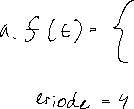 a. f(t) = {
eriode = 4